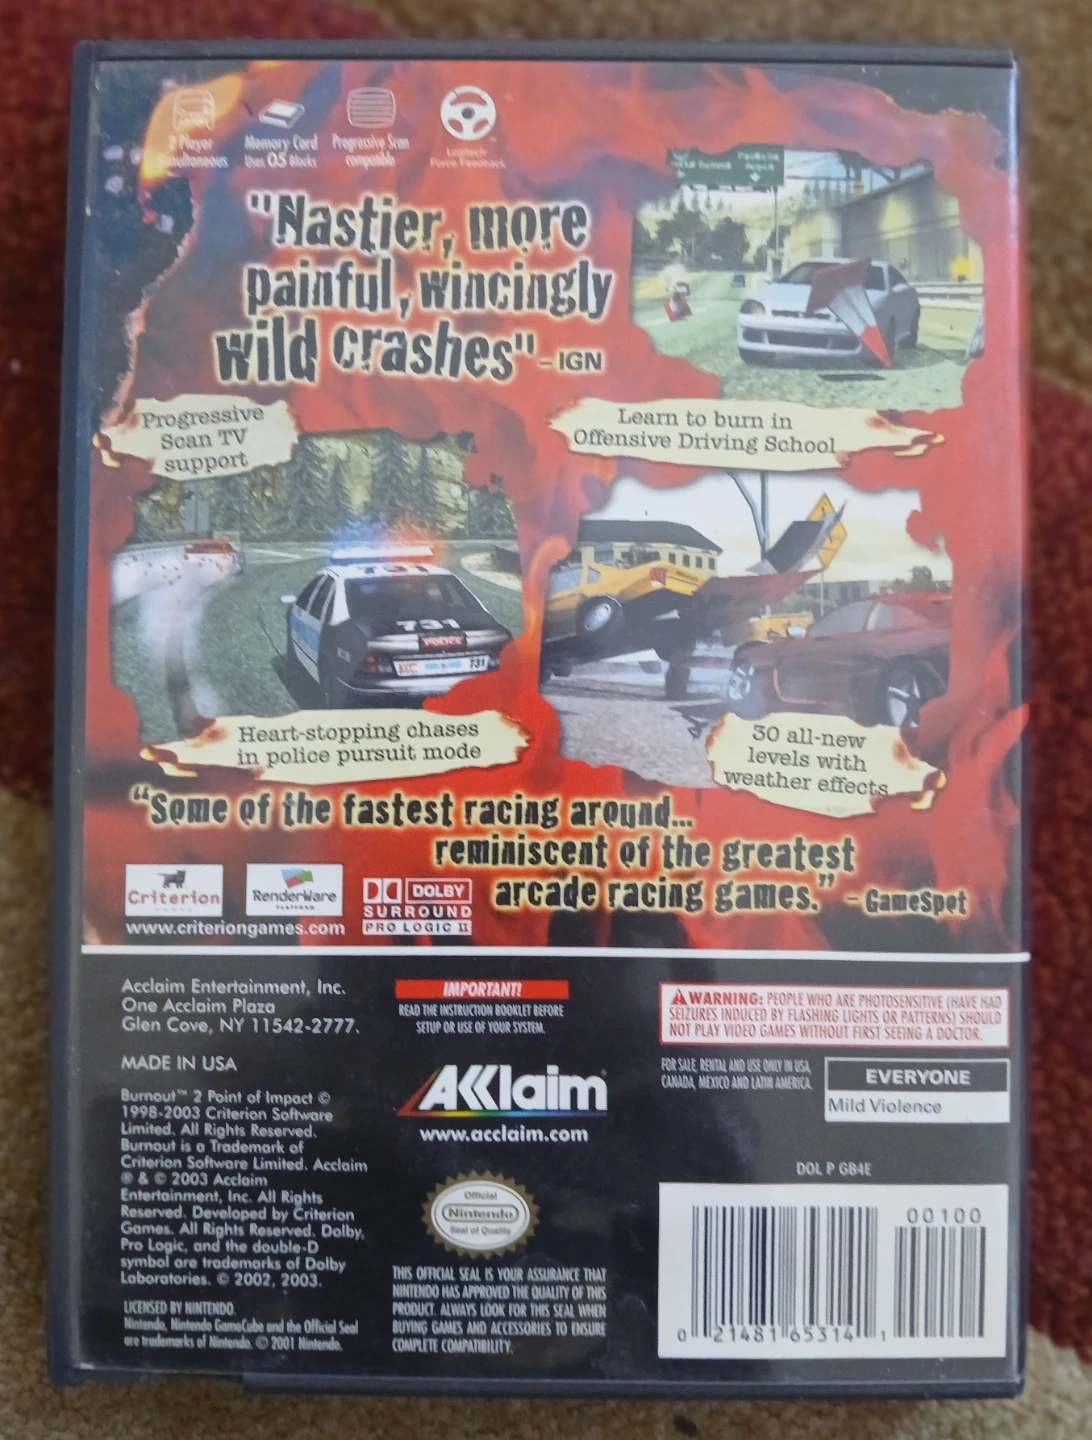 2 Player
Simultaneous
Memory Card
Uses 05 Blocks
Progressive Scan
compatible
Logitech
Force Feedback
"Nastier, more
painful, wincingly
wild crashes" - IGN
Progressive
Scan TV
support
Learn to burn in
Offensive Driving School
731
731
POLICE
731
Heart-stopping chases
in police pursuit mode
30 all-new
levels with
weather effects
"Some of the fastest racing around...
reminiscent of the greatest
arcade racing games." - GameSpot
Criterion
GAMES
RenderWare
PLATFORM
DOLBY
SURROUND
PRO LOGIC II
www.criteriongames.com
Acclaim Entertainment, Inc.
One Acclaim Plaza
Glen Cove, NY 11542-2777.
MADE IN USA
Burnout™ 2 Point of Impact ©
1998-2003 Criterion Software
Limited. All Rights Reserved.
Burnout is a Trademark of
Criterion Software Limited. Acclaim
® & © 2003 Acclaim
Entertainment, Inc. All Rights
Reserved. Developed by Criterion
Games. All Rights Reserved. Dolby,
Pro Logic, and the double-D
symbol are trademarks of Dolby
Laboratories. © 2002, 2003.
LICENSED BY NINTENDO.
Nintendo, Nintendo GameCube and the Official Seal
are trademarks of Nintendo. © 2001 Nintendo.
IMPORTANT!
READ THE INSTRUCTION BOOKLET BEFORE
SETUP OR USE OF YOUR SYSTEM.
AKKlaim
www.acclaim.com
Official
Nintendo
Seal of Quality
THIS OFFICIAL SEAL IS YOUR ASSURANCE THAT
NINTENDO HAS APPROVED THE QUALITY OF THIS
PRODUCT. ALWAYS LOOK FOR THIS SEAL WHEN
BUYING GAMES AND ACCESSORIES TO ENSURE
COMPLETE COMPATIBILITY.
WARNING: PEOPLE WHO ARE PHOTOSENSITIVE (HAVE HAD
SEIZURES INDUCED BY FLASHING LIGHTS OR PATTERNS) SHOULD
NOT PLAY VIDEO GAMES WITHOUT FIRST SEEING A DOCTOR.
FOR SALE, RENTAL AND USE ONLY IN USA,
CANADA, MEXICO AND LATIN AMERICA.
EVERYONE
Mild Violence
DOL P GB4E
00100
0 21481 65314 1